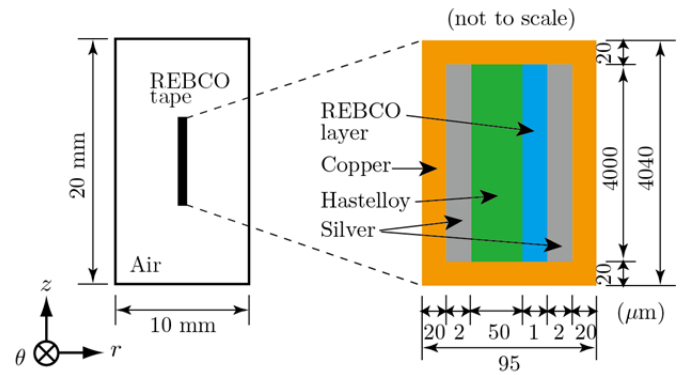 (not to scale)
REBCO
tape
20 mm
Air
10 mm
z
θ
r
REBCO
layer
Copper
Hastelloy
Silver
20
4000
4040
20
20 2 50 1 2 20
(μm)
95